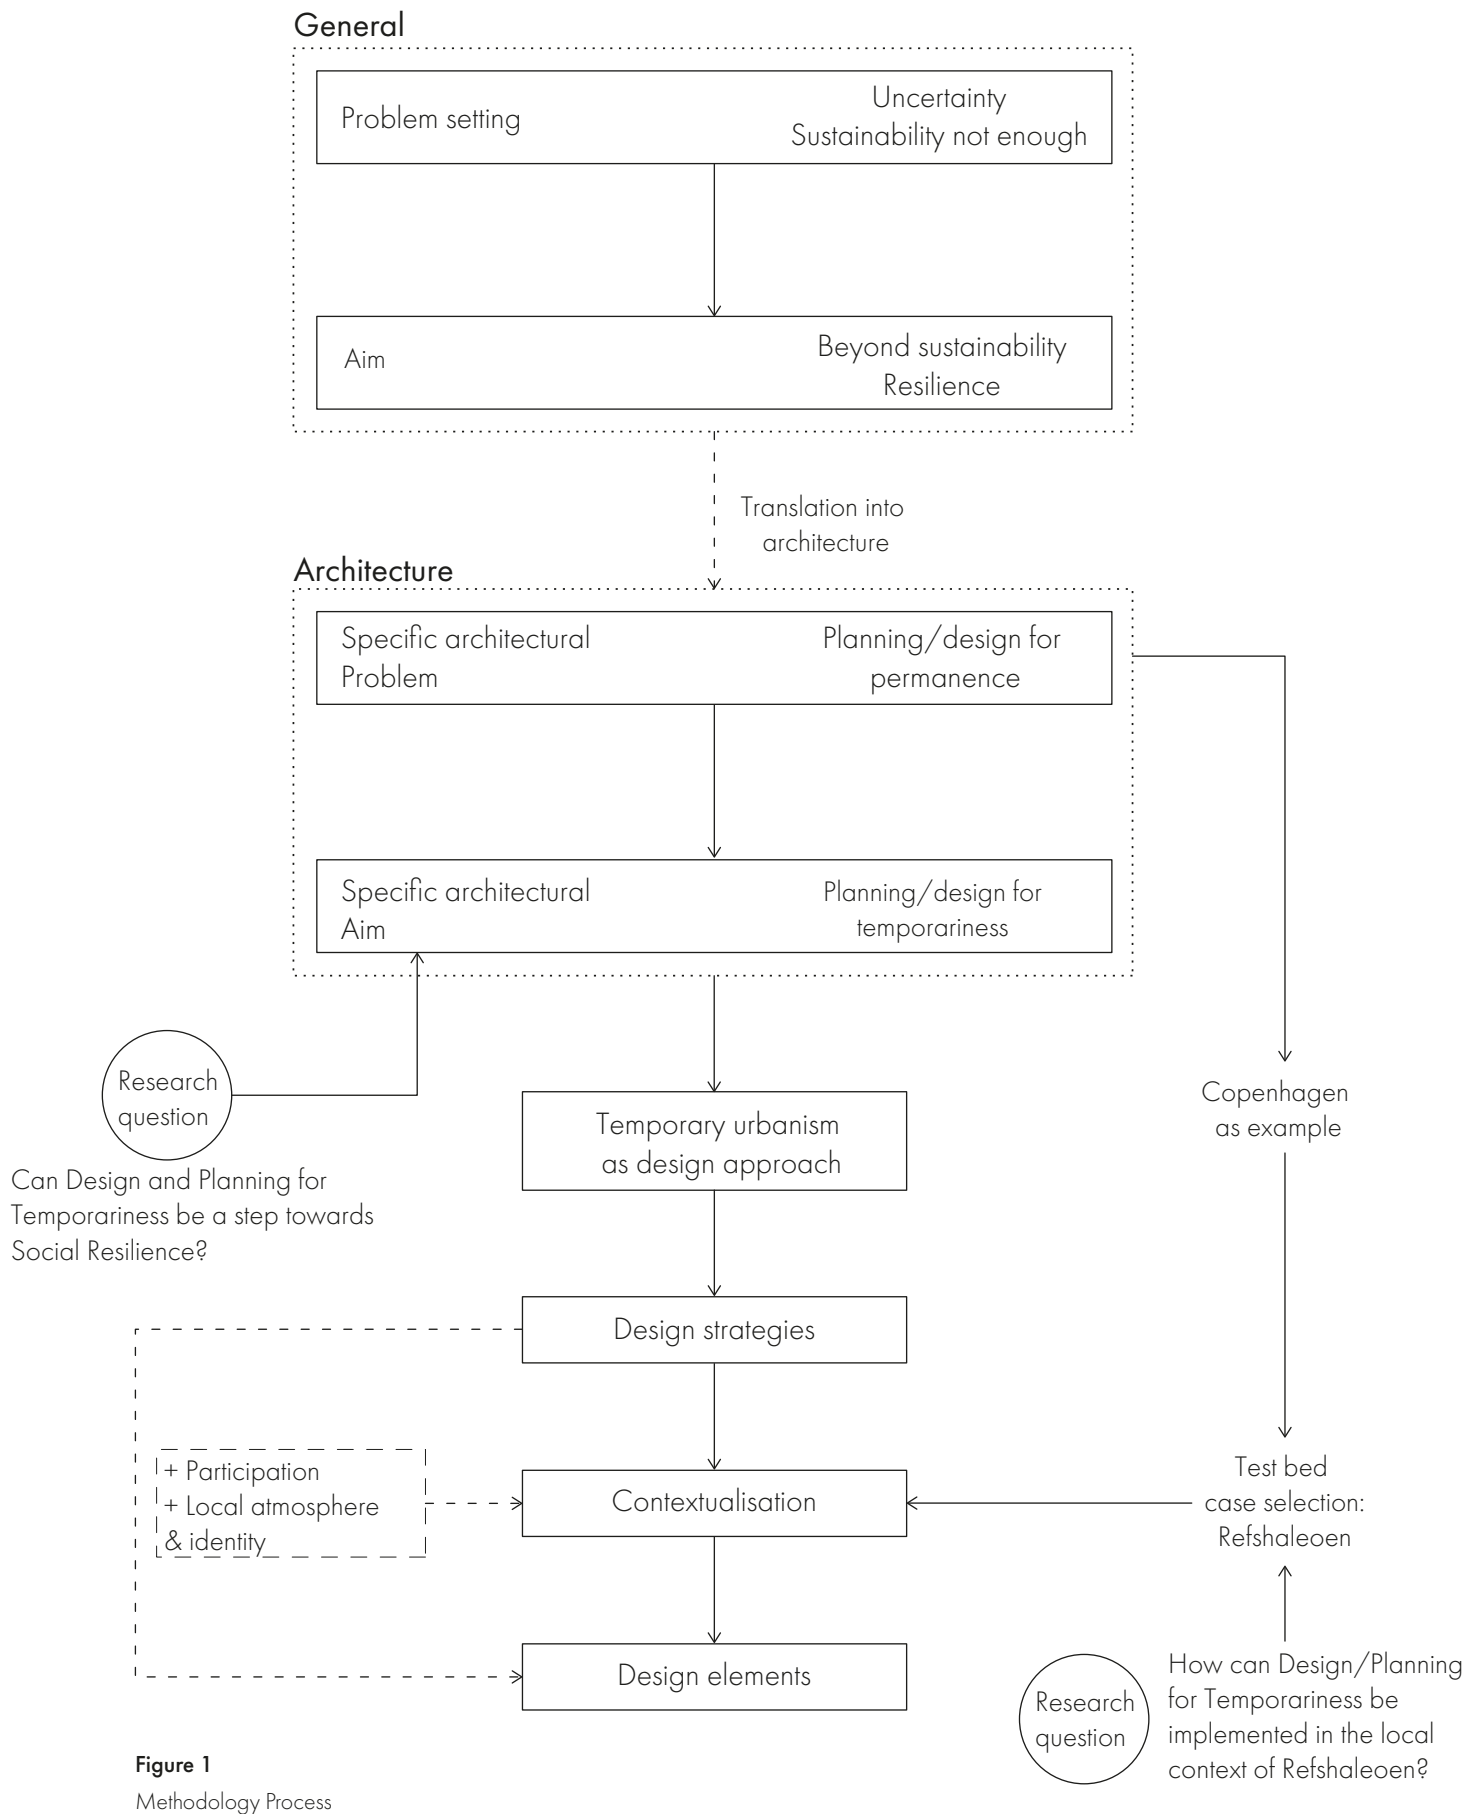 General
Problem setting
Uncertainty
Sustainability not enough
Aim
Beyond sustainability
Resilience
Translation into
architecture
Architecture
Specific architectural
Problem
Planning/design for
permanence
Specific architectural
Aim
Planning/design for
temporariness
Research
question
Can Design and Planning for
Temporariness be a step towards
Social Resilience?
Temporary urbanism
as design approach
Copenhagen
as example
Design strategies
+ Participation
+ Local atmosphere
& identity
Contextualisation
Test bed
case selection:
Refshaleoen
Design elements
Research
question
How can Design/Planning
for Temporariness be
implemented in the local
context of Refshaleoen?
Figure 1
Methodology Process